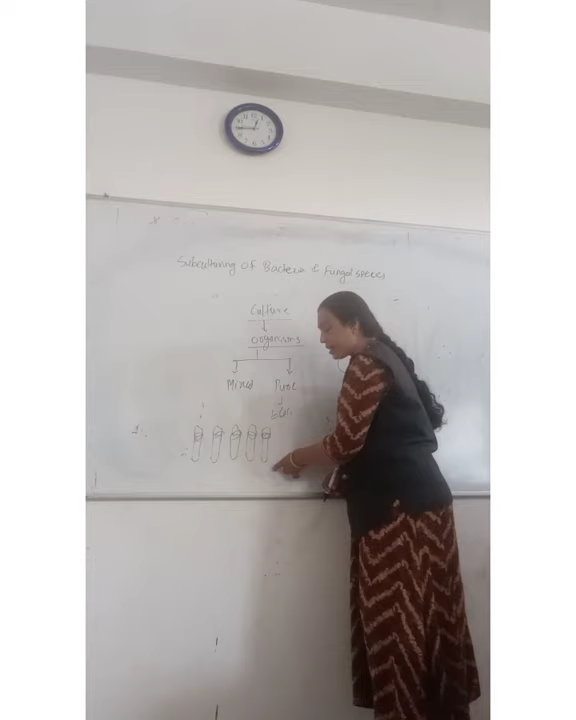 Subculturing of Bacteria & Fungal species
Culture
Organisms
Mixed Pure